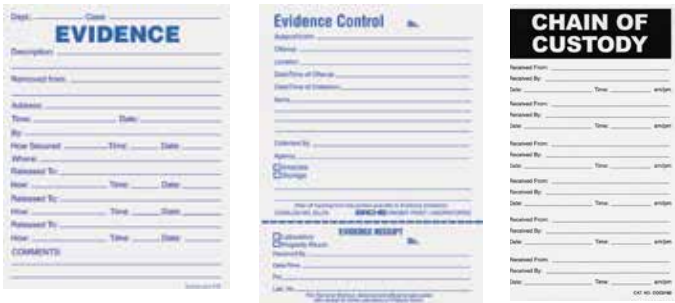 Dept. Case
EVIDENCE
Description:
Removed from:
Address:
Time: Date:
By:
How Secured Time: Date:
Where:
Released To:
How: Time Date:
Released To:
How: Time Date:
Released To:
How: Time Date:
COMMENTS:
Evidence Control No.
Offense
Location
Date/Time of Offense
Date/Time of Collection
Items
Collected By
Agency
Storage
EVIDENCE RECEIPT
Laboratory No.
Property Room
Received By
Date/Time
For
Lab. No.
CHAIN OF
CUSTODY
Received From:
Received By:
Date: Time: am/pm
Received From:
Received By:
Date: Time: am/pm
Received From:
Received By:
Date: Time: am/pm
Received From:
Received By:
Date: Time: am/pm
Received From:
Received By:
Date: Time: am/pm
Received From:
Received By:
Date: Time: am/pm